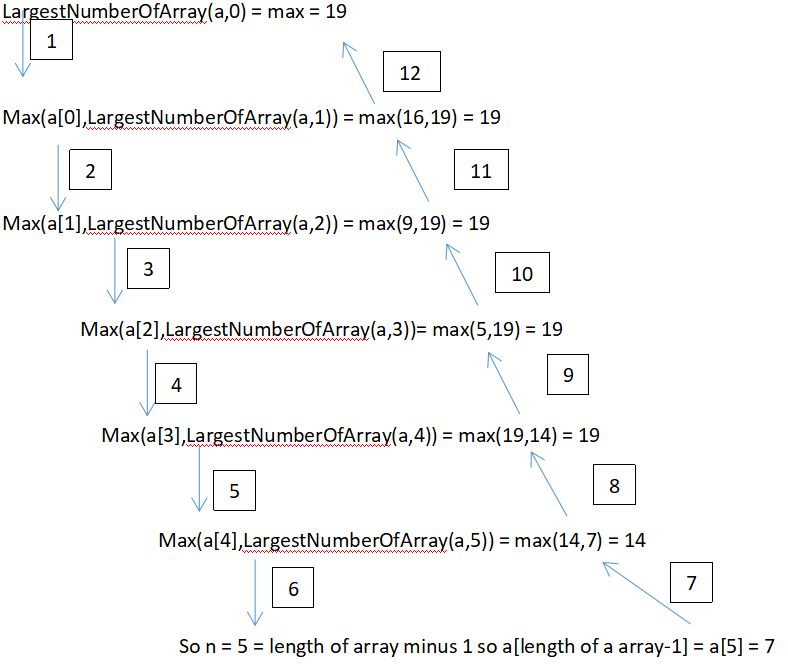 LargestNumberOfArray(a,0) = max = 19
1
12
Max(a[0],LargestNumberOfArray(a,1)) = max(16,19) = 19
2
11
Max(a[1],LargestNumberOfArray(a,2)) = max(9,19) = 19
3
10
Max(a[2],LargestNumberOfArray(a,3))= max(5,19) = 19
4
9
Max(a[3],LargestNumberOfArray(a,4)) = max(19,14) = 19
5
8
Max(a[4],LargestNumberOfArray(a,5)) = max(14,7) = 14
6
7
So n = 5 = length of array minus 1 so a[length of a array-1] = a[5] = 7